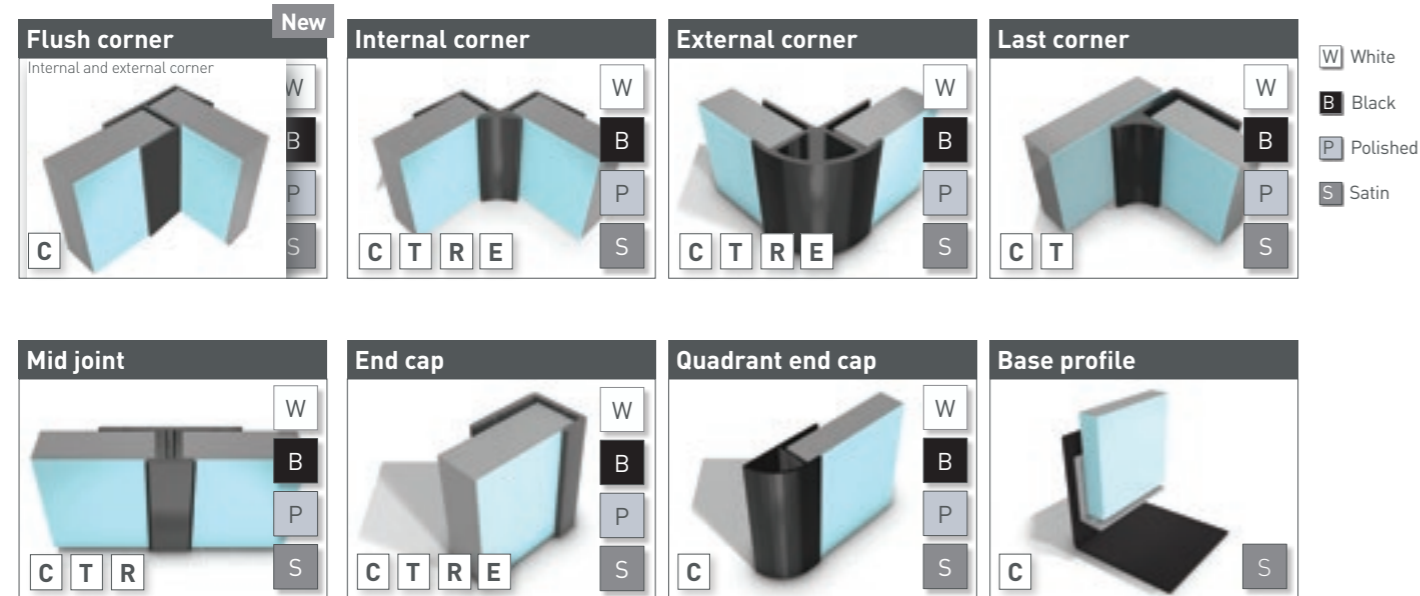 New
Flush corner
Internal and external corner
W
B
P
S
C
Internal corner
W
B
P
S
C T R E
External corner
W
B
P
S
C T R E
Last corner
W
B
P
S
C T
W White
B Black
P Polished
S Satin
Mid joint
W
B
P
S
C T R
End cap
W
B
P
S
C T R E
Quadrant end cap
W
B
P
S
C
Base profile
C
S